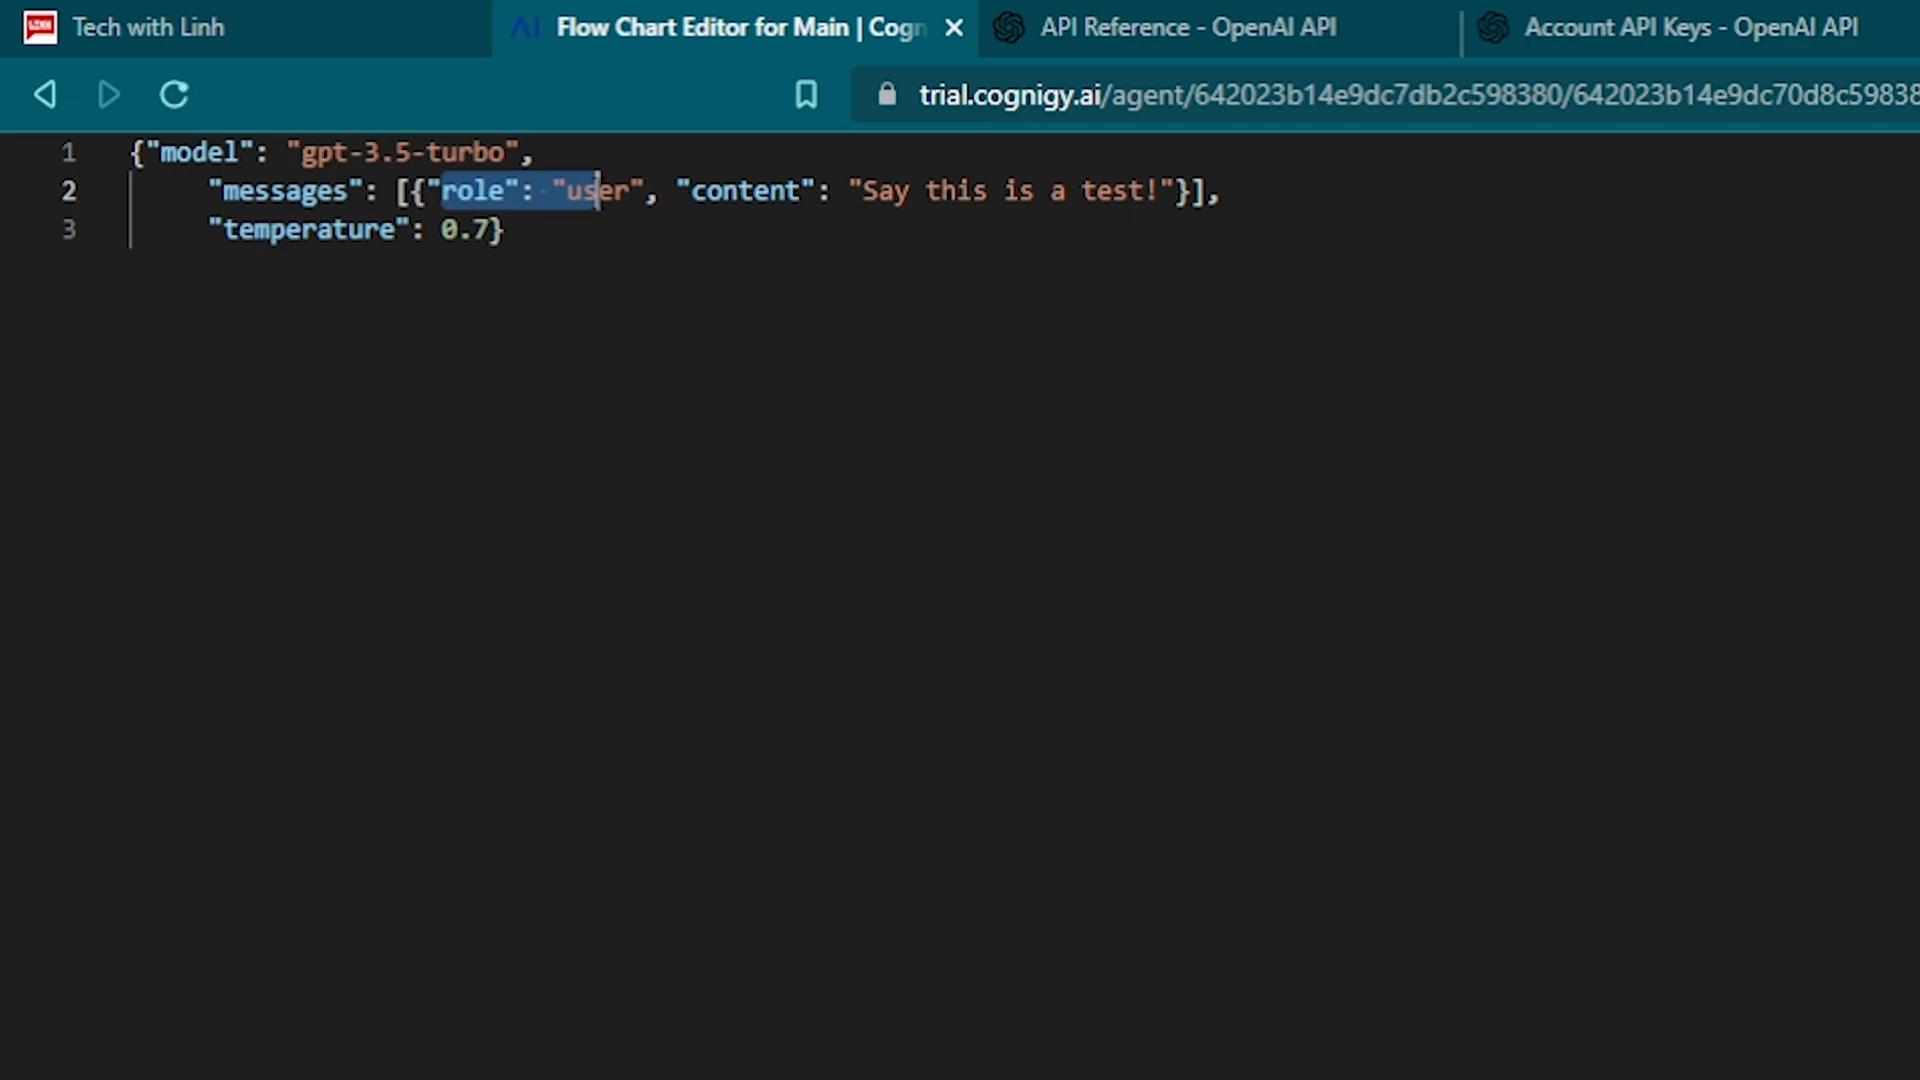 LINH
Tech with Linh
AI Flow Chart Editor for Main | Cogn
API Reference - OpenAI API
Account API Keys - OpenAI API
trial.cognigy.ai/agent/642023b14e9dc7db2c598380/642023b14e9dc70d8c59838
1 {"model": "gpt-3.5-turbo",
2 "messages": [{"role": "user", "content": "Say this is a test!"}],
3 "temperature": 0.7}